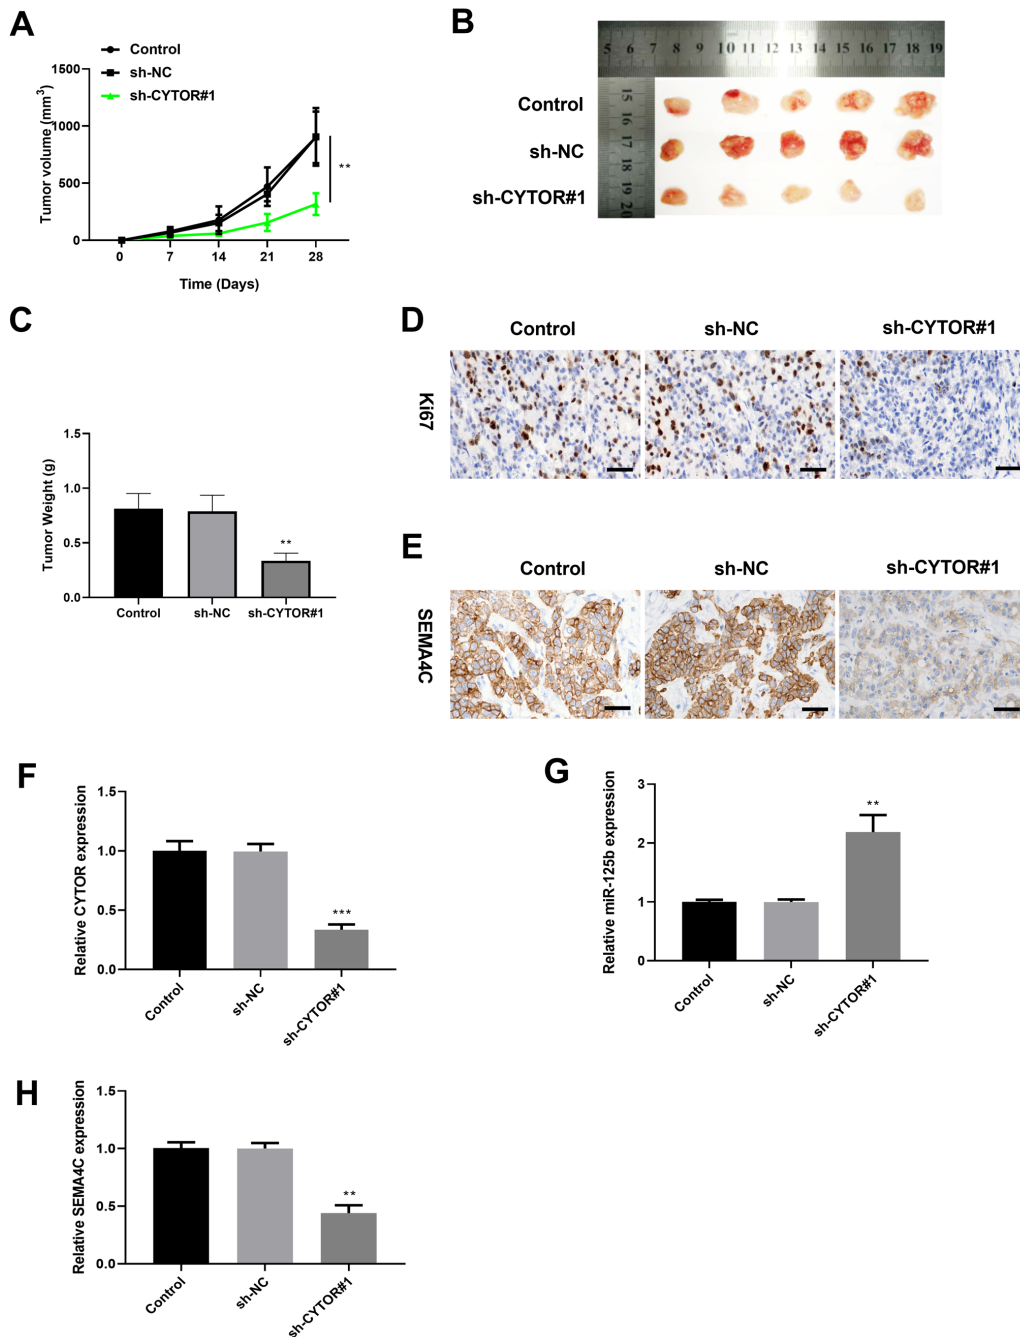 A
Control
sh-NC
sh-CYTOR#1
Tumor volume (mm³)
1500
1000
500
0
0 7 14 21 28
**
Time (Days)
B
5 6 7 8 9 10 11 12 13 14 15 16 17 18 19
15 16 17 18 19 20
Control
sh-NC
sh-CYTOR#1
C
Tumor Weight (g)
1.5
1.0
0.5
0.0
**
Control sh-NC sh-CYTOR#1
D
Control sh-NC sh-CYTOR#1
Ki67
E
Control sh-NC sh-CYTOR#1
SEMA4C
F
Relative CYTOR expression
1.5
1.0
0.5
0.0
***
Control sh-NC sh-CYTOR#1
G
Relative miR-125b expression
3
2
1
0
**
Control sh-NC sh-CYTOR#1
H
Relative SEMA4C expression
1.5
1.0
0.5
0.0
**
Control sh-NC sh-CYTOR#1